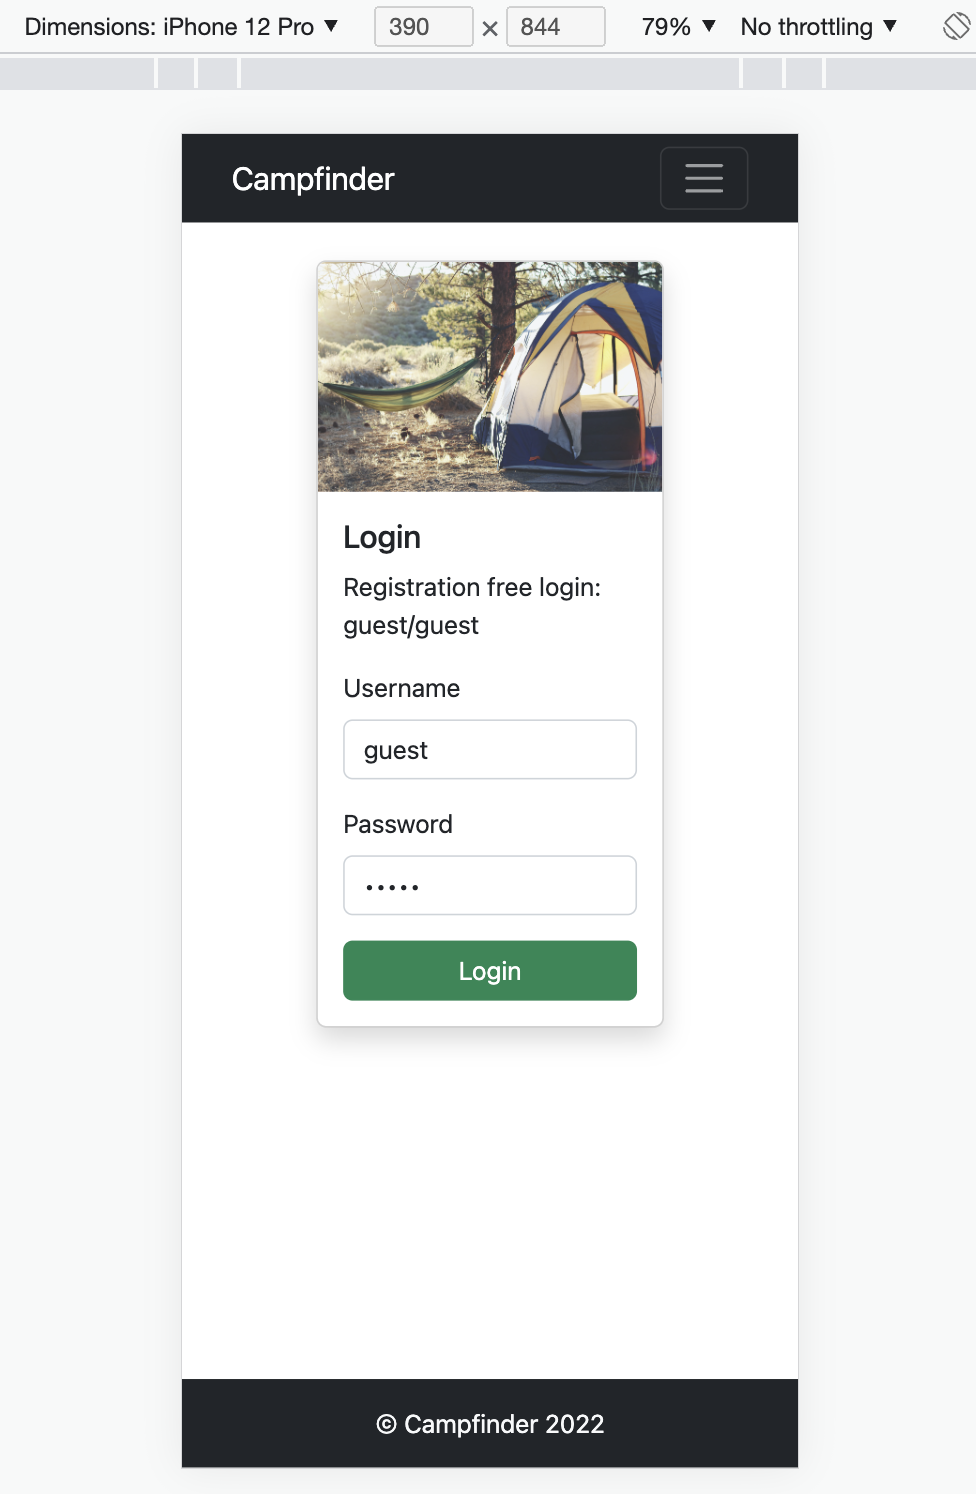 Dimensions: iPhone 12 Pro ▼ 390 × 844 79% ▼ No throttling ▼
Campfinder
Login
Registration free login:
guest/guest
Username
guest
Password
•••••
Login
© Campfinder 2022